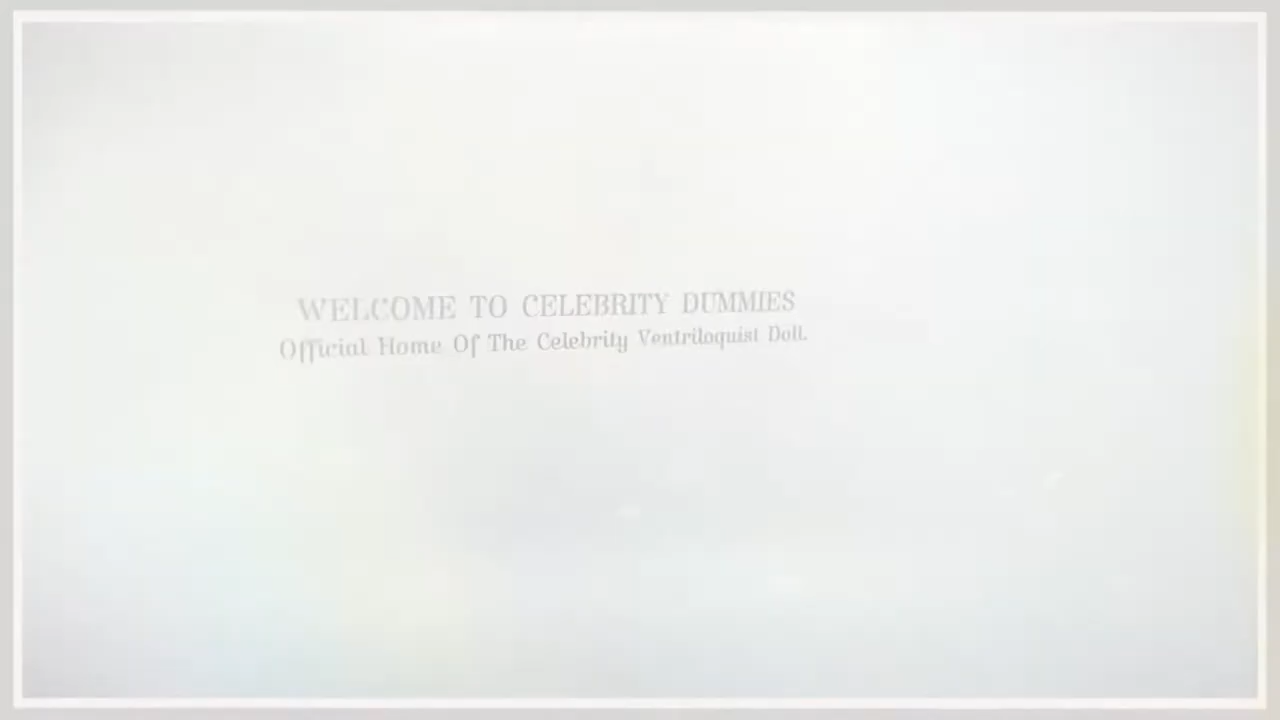 WELCOME TO CELEBRITY DUMMIES
Official Home Of The Celebrity Ventriloquist Doll.